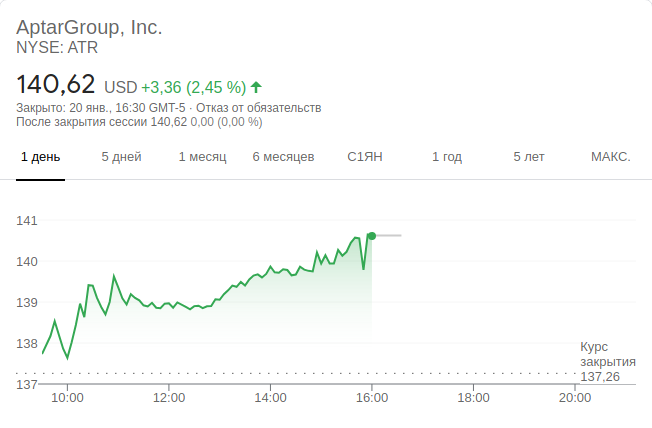 AptarGroup, Inc.
NYSE: ATR
140,62 USD +3,36 (2,45 %)
Закрыто: 20 янв., 16:30 GMT-5 · Отказ от обязательств
После закрытия сессии 140,62 0,00 (0,00 %)
1 день 5 дней 1 месяц 6 месяцев С1ЯН 1 год 5 лет МАКС.
141
140
139
138
137
Курс
закрытия
137,26
10:00 12:00 14:00 16:00 18:00 20:00